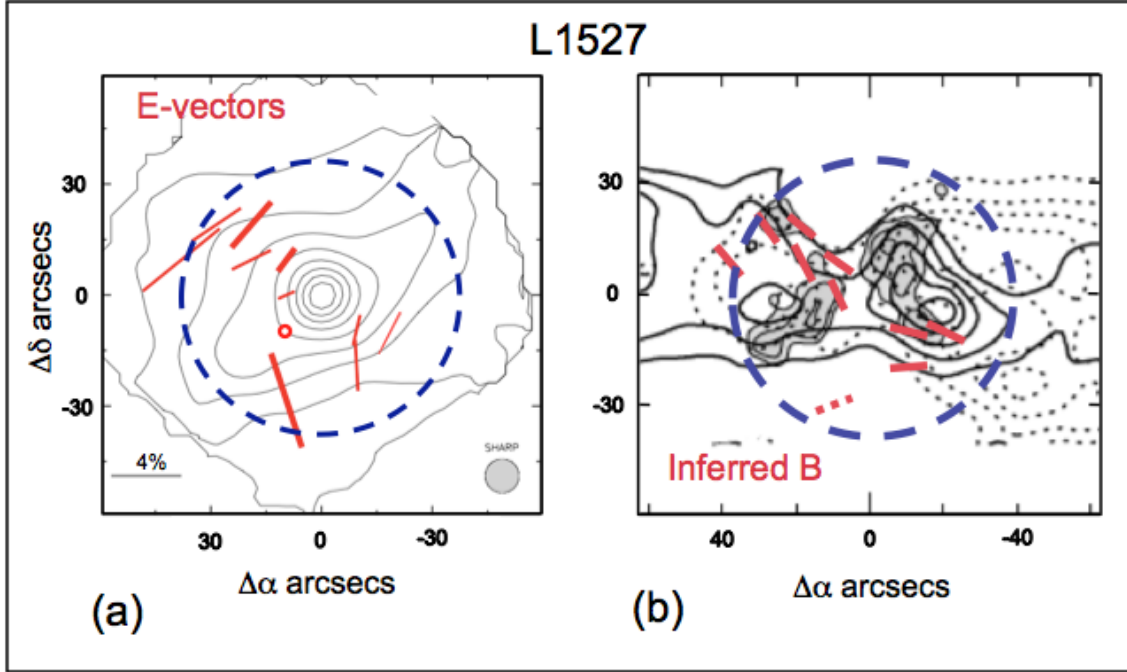 L1527
E-vectors
30
0
-30
Δδ arcsecs
4%
SHARP
30
0
-30
Δα arcsecs
(a)
30
0
-30
Inferred B
40
0
-40
Δα arcsecs
(b)